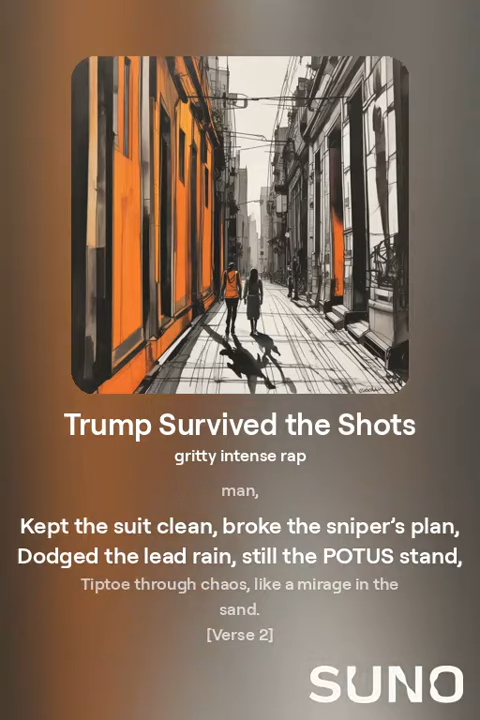 Trump Survived the Shots
gritty intense rap
man,
Kept the suit clean, broke the sniper's plan,
Dodged the lead rain, still the POTUS stand,
Tiptoe through chaos, like a mirage in the
sand.
[Verse 2]
SUNO